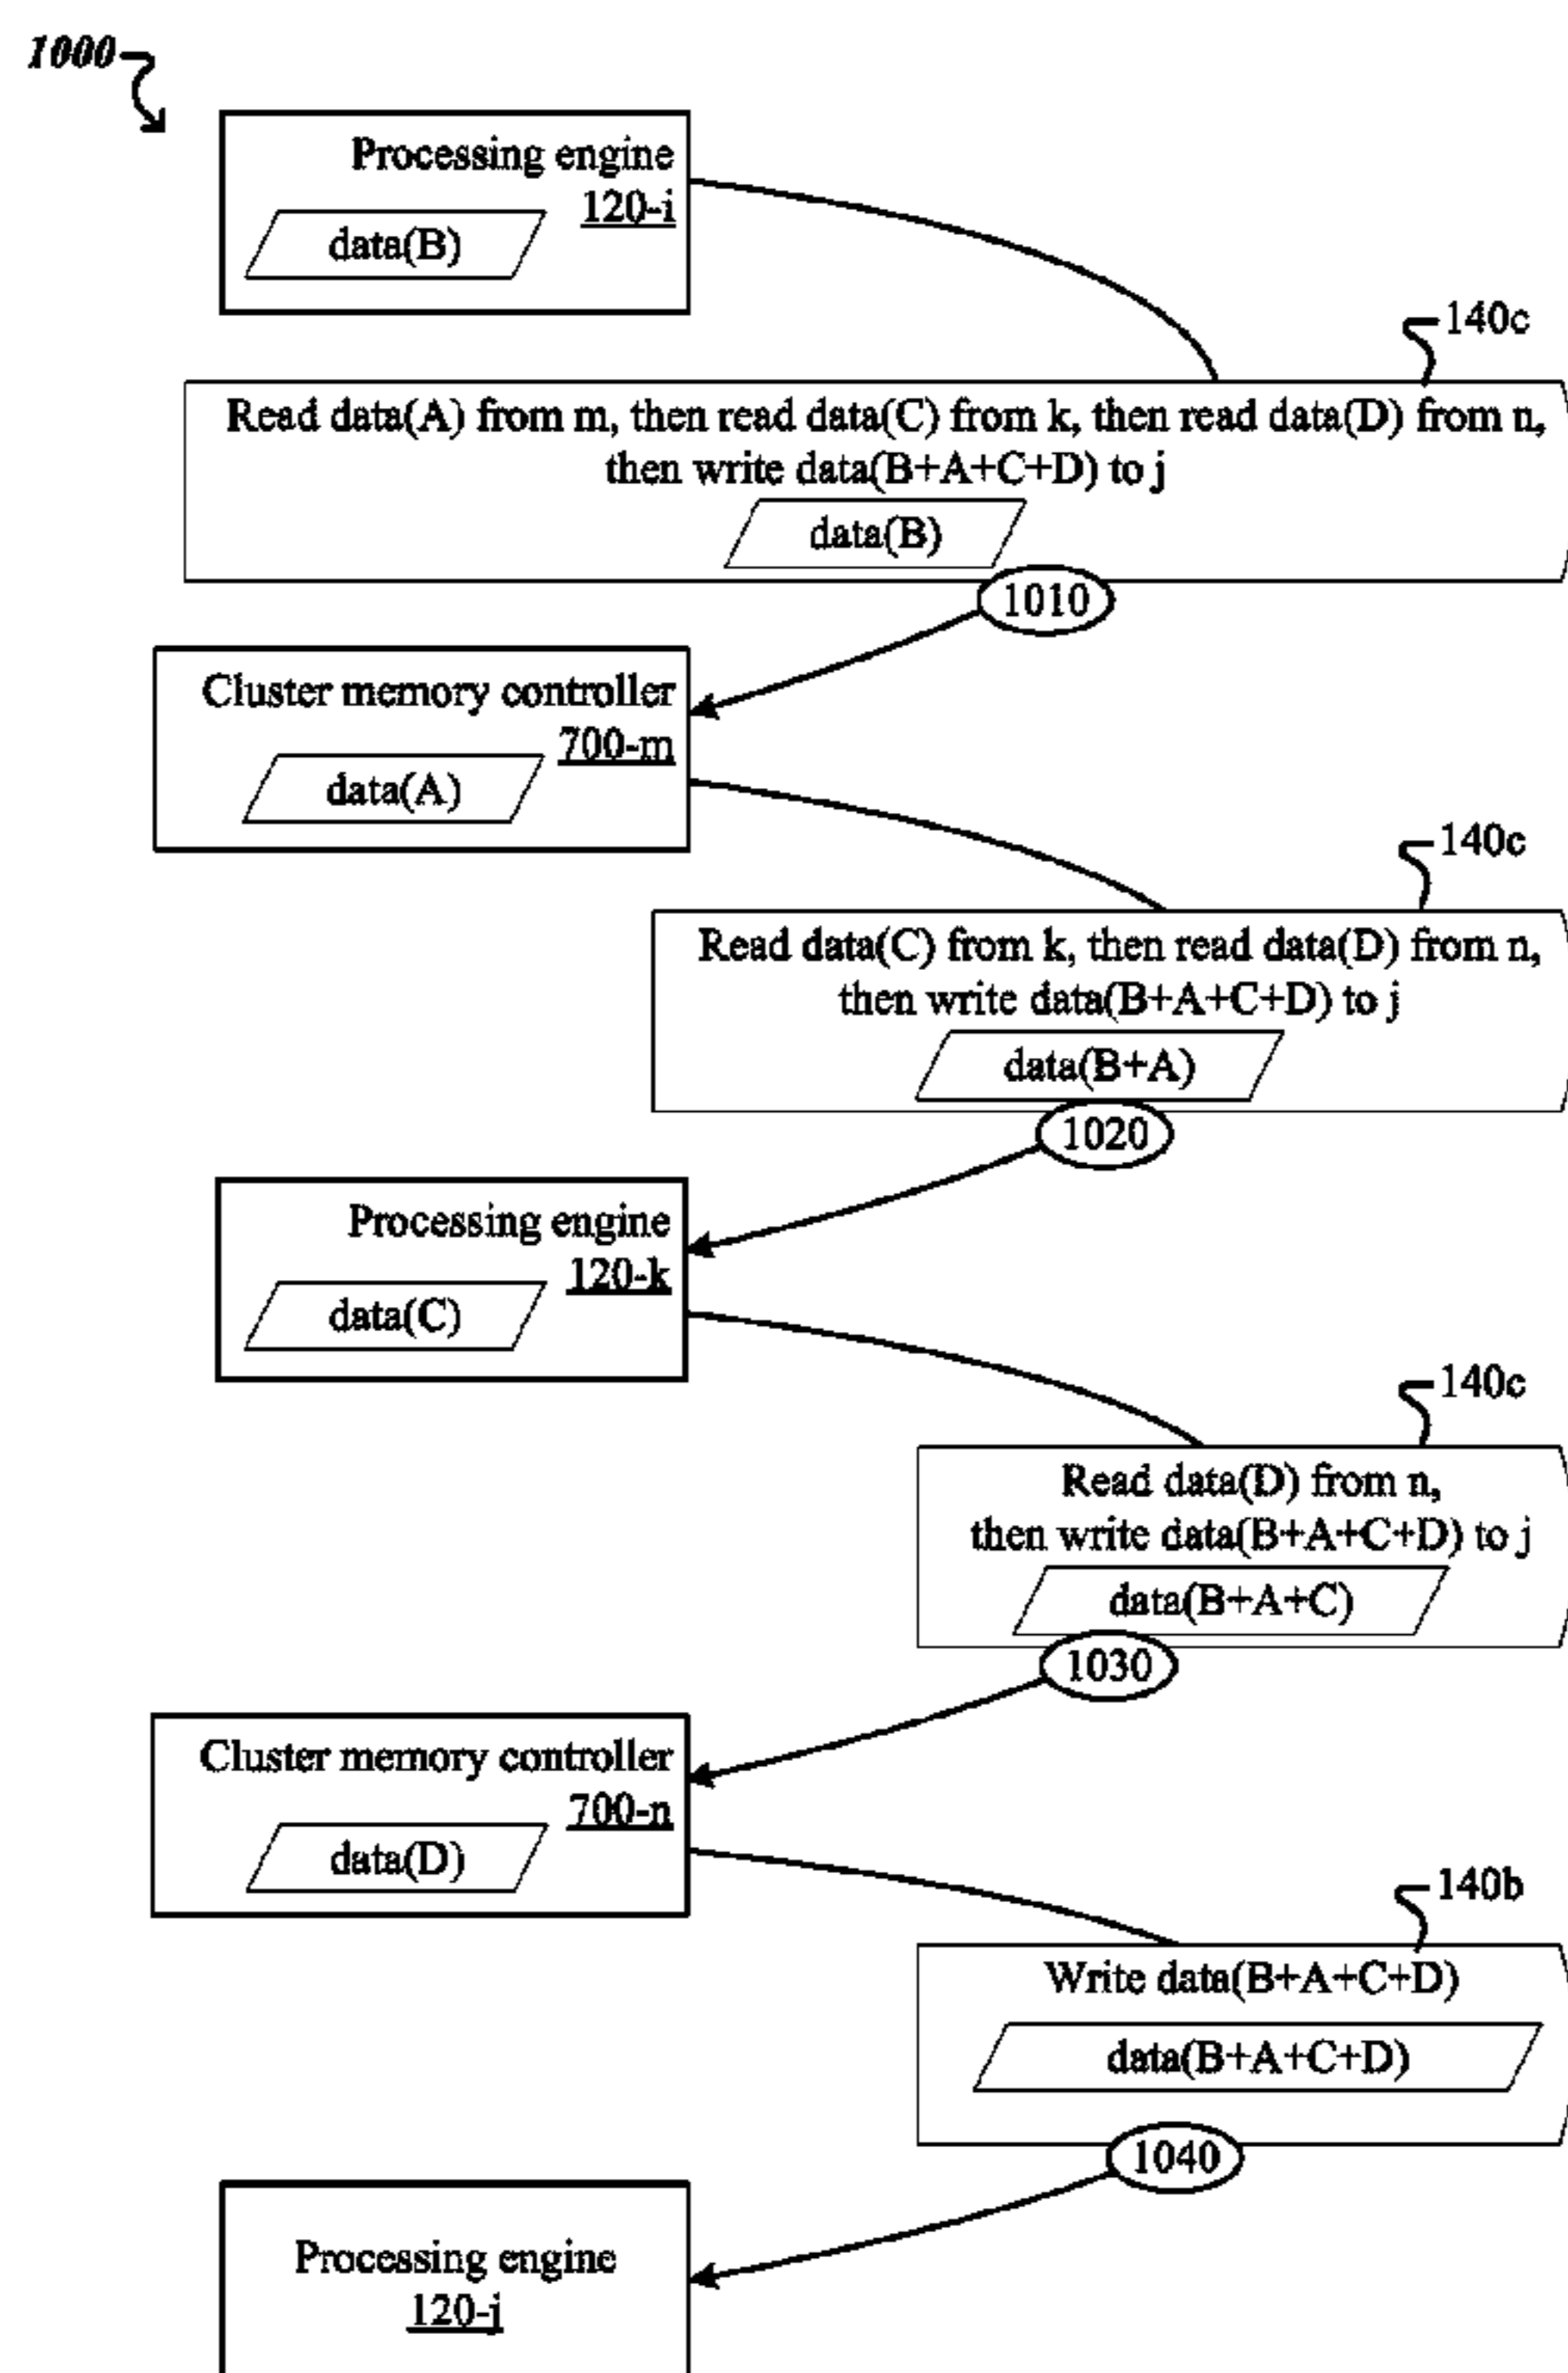 1000
Processing engine
120-i
data(B)
140c
Read data(A) from m, then read data(C) from k, then read data(D) from n,
then write data(B+A+C+D) to j
data(B)
1010
Cluster memory controller
700-m
data(A)
140c
Read data(C) from k, then read data(D) from n,
then write data(B+A+C+D) to j
data(B+A)
1020
Processing engine
120-k
data(C)
140c
Read data(D) from n,
then write data(B+A+C+D) to j
data(B+A+C)
1030
Cluster memory controller
700-n
data(D)
140b
Write data(B+A+C+D)
data(B+A+C+D)
1040
Processing engine
120-j